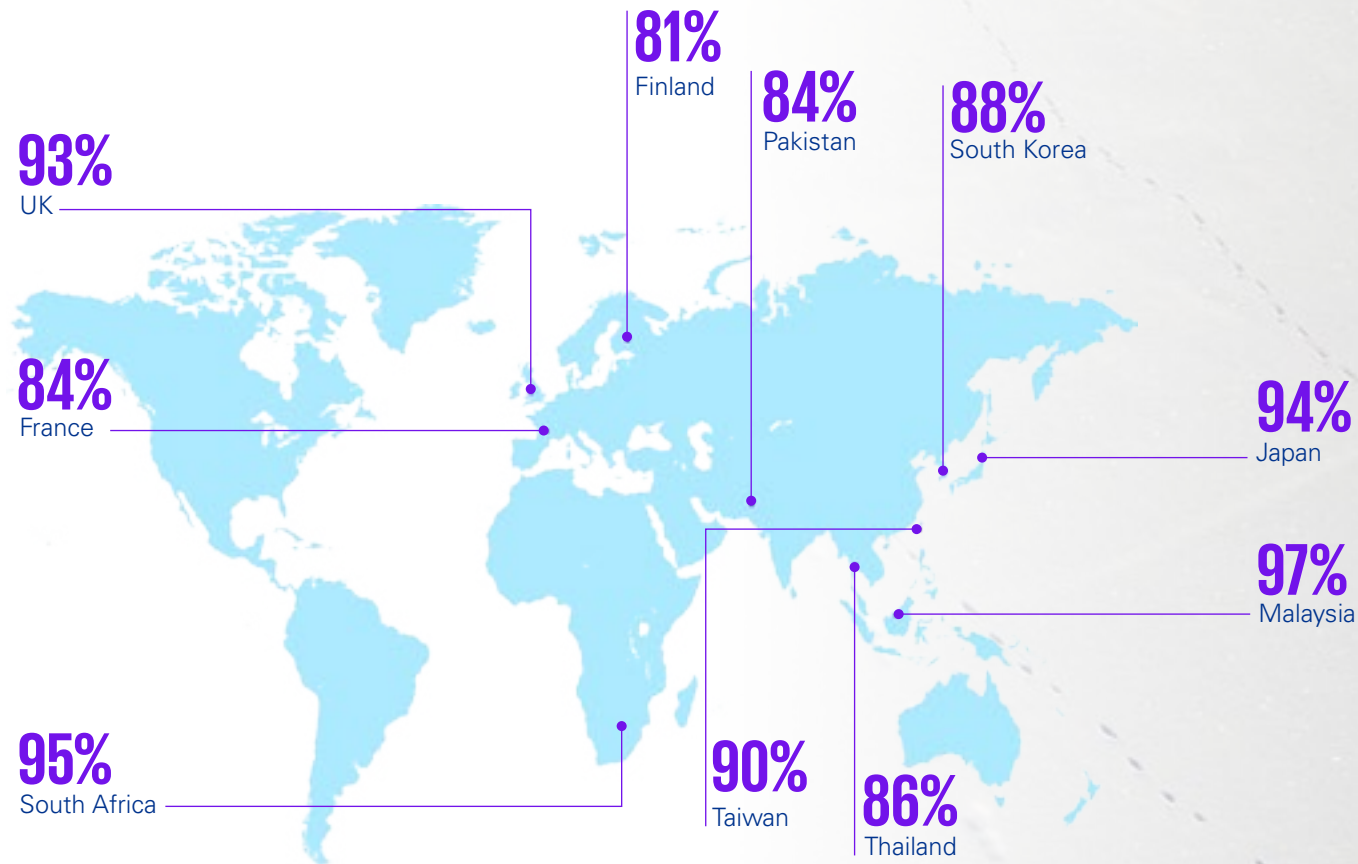 81%
Finland
84%
Pakistan
88%
South Korea
93%
UK
84%
France
94%
Japan
97%
Malaysia
95%
South Africa
90%
Taiwan
86%
Thailand